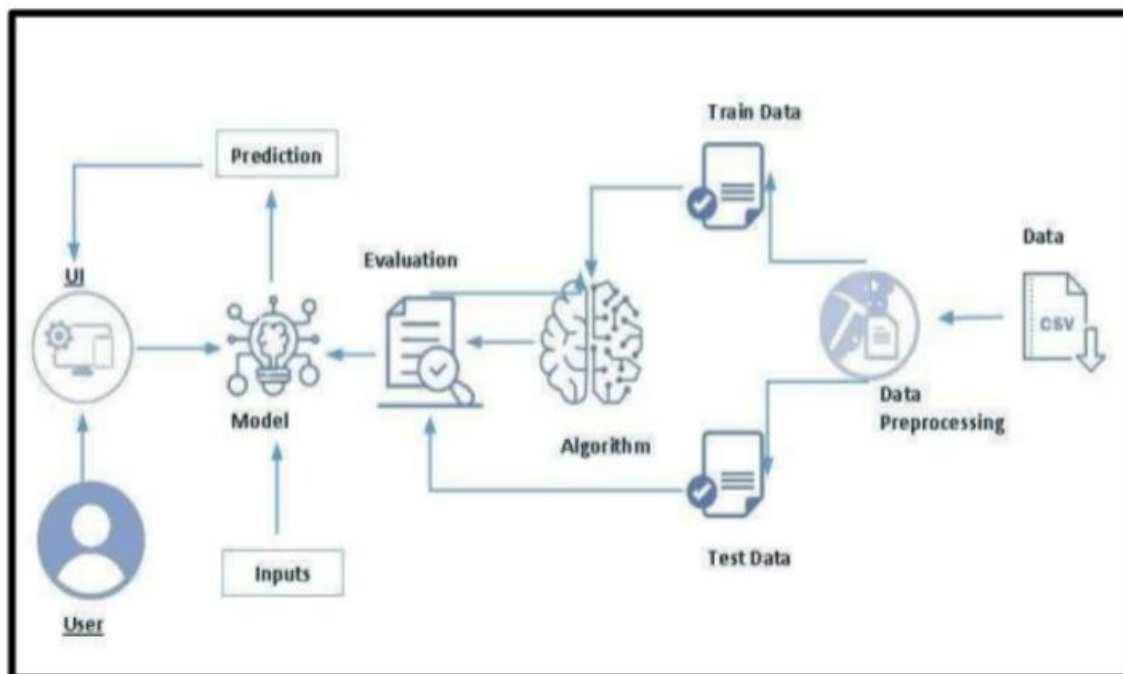 Train Data
Prediction
Data
Evaluation
UI
CSV
Data
Preprocessing
Model
Algorithm
Test Data
Inputs
User